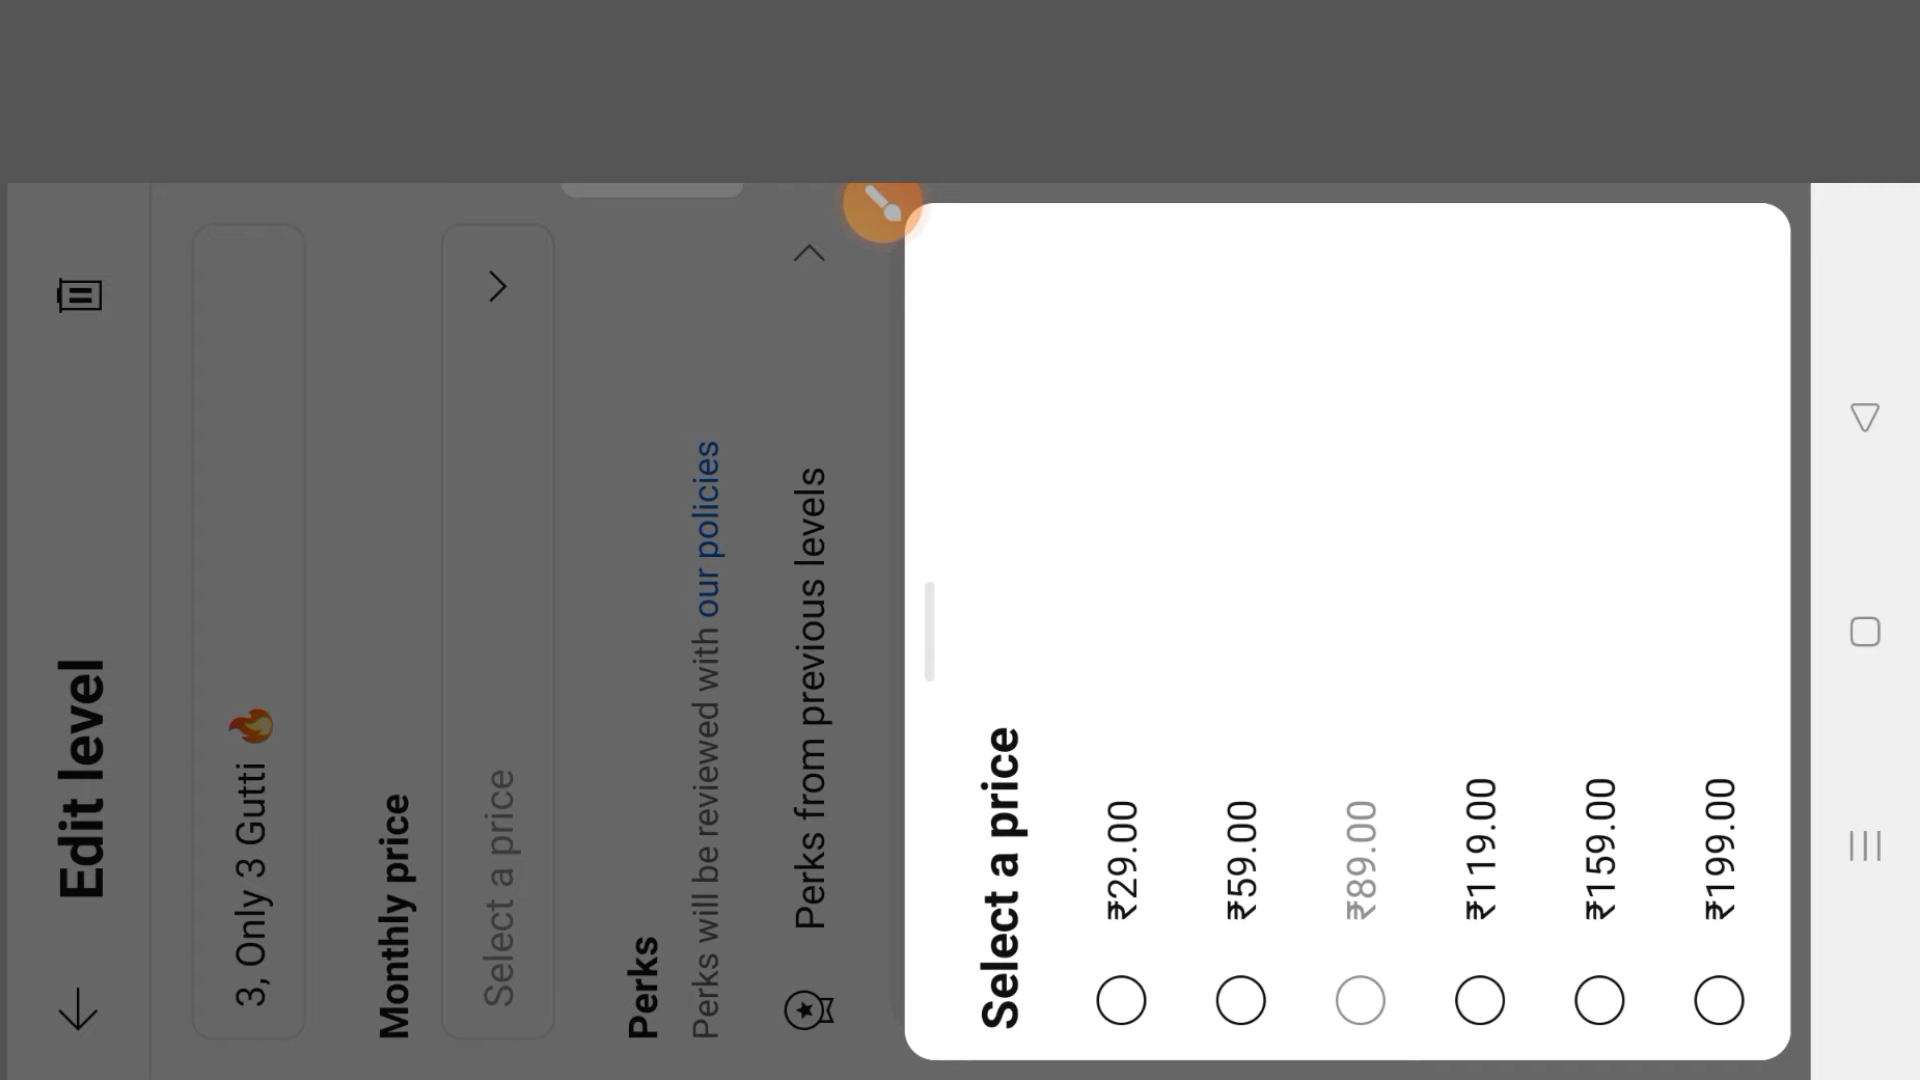 Edit level
3, Only 3 Gutti 🔥
Monthly price
Select a price
Perks
Perks will be reviewed with our policies
Perks from previous levels
Select a price
₹29.00
₹59.00
₹89.00
₹119.00
₹159.00
₹199.00